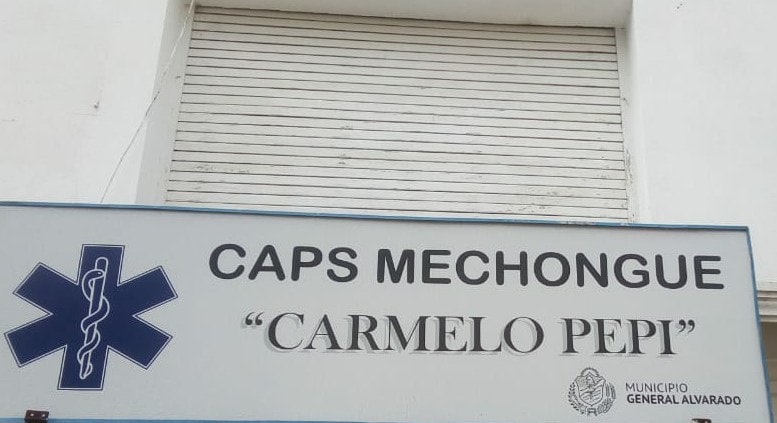 CAPS MECHONGUE
“CARMELO PEPI”
MUNICIPIO
GENERAL ALVARADO